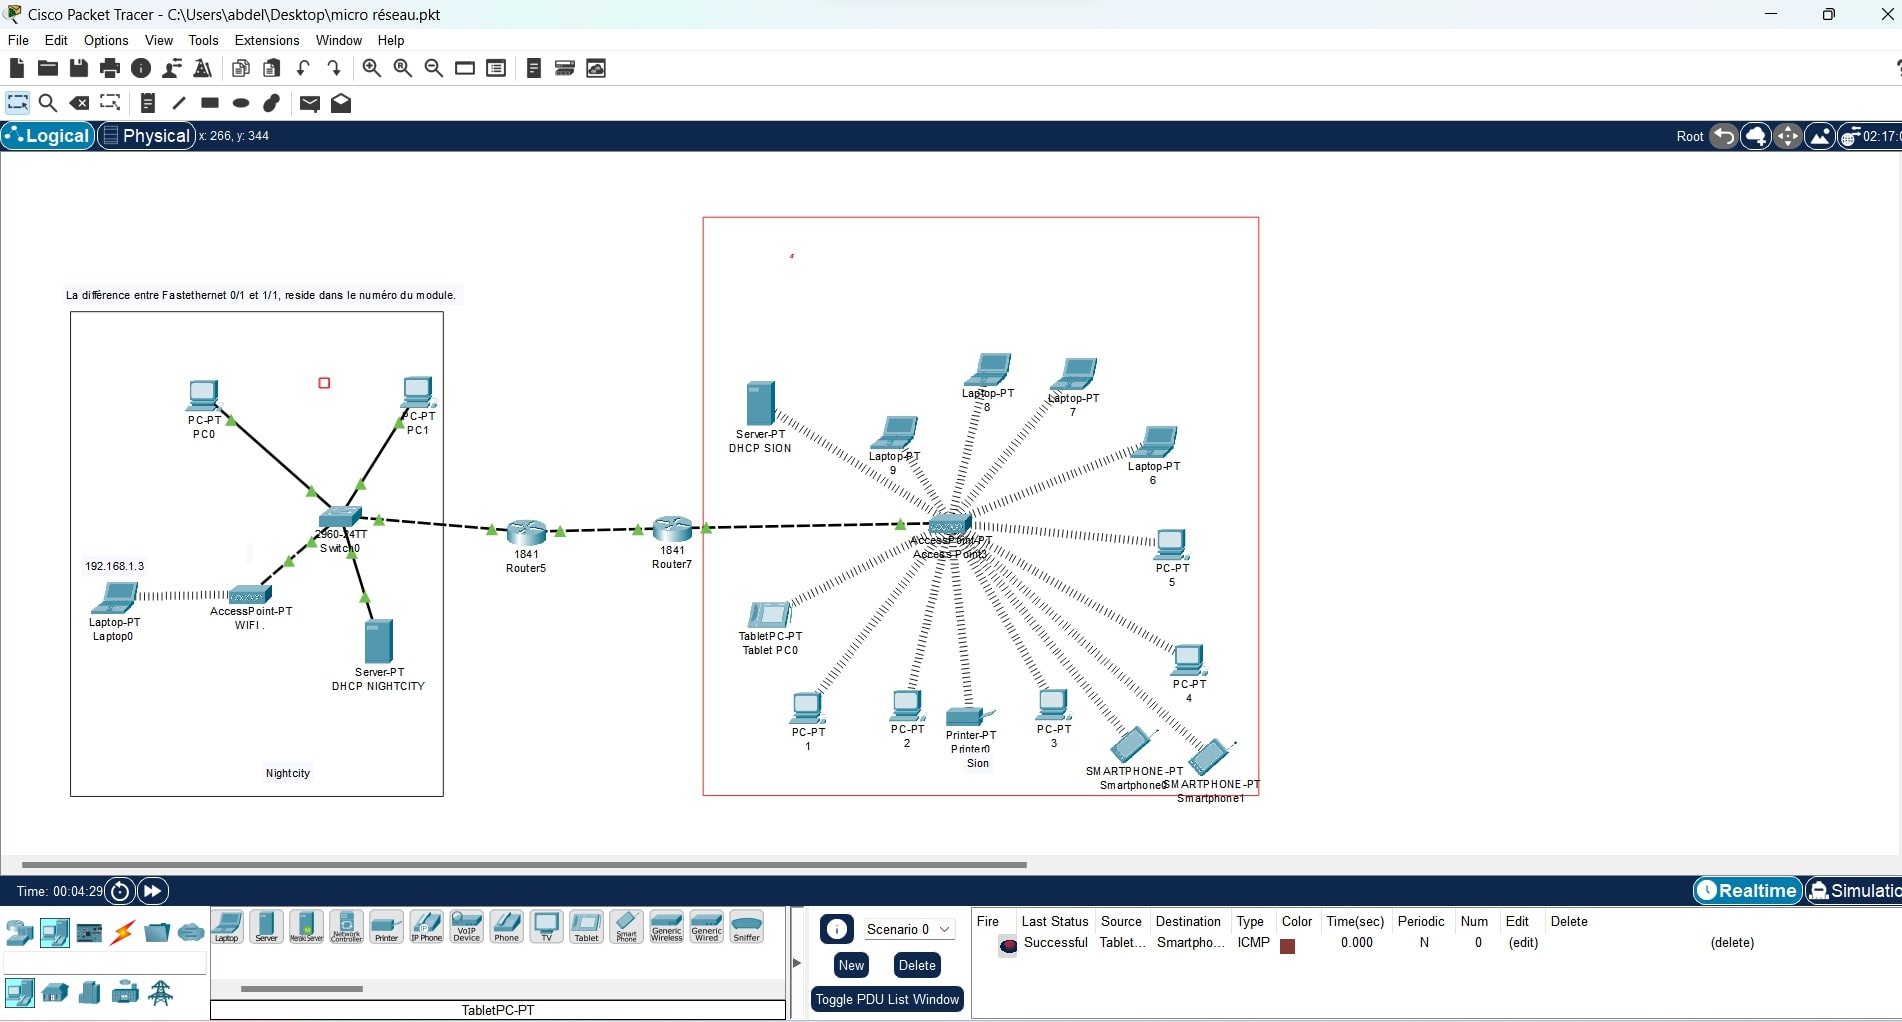 Cisco Packet Tracer - C:\Users\abdel\Desktop\micro réseau.pkt
File Edit Options View Tools Extensions Window Help
Logical Physical x: 266, y: 344
Root
La différence entre Fastethernet 0/1 et 1/1, reside dans le numéro du module.
PC-PT
PC0
PC-PT
PC1
2960-24TT
Switch0
192.168.1.3
Laptop-PT
Laptop0
AccessPoint-PT
WIFI .
Server-PT
DHCP NIGHTCITY
Nightcity
1841
Router5
1841
Router7
Server-PT
DHCP SION
Laptop-PT
9
Laptop-PT
8
Laptop-PT
7
Laptop-PT
6
AccessPoint-PT
Access Point3
PC-PT
5
TabletPC-PT
Tablet PC0
PC-PT
4
PC-PT
1
PC-PT
2
Printer-PT
Printer0
Sion
PC-PT
3
SMARTPHONE-PT
Smartphone0
SMARTPHONE-PT
Smartphone1
Time: 00:04:29
Realtime
Simulatio
Laptop
Server
Meraki Server
Network Controller
Printer
IP Phone
VoIP Device
Phone
TV
Tablet
Smart Phone
Generic Wireless
Generic Wired
Sniffer
TabletPC-PT
Scenario 0
New Delete
Toggle PDU List Window
Fire Last Status Source Destination Type Color Time(sec) Periodic Num Edit Delete
Successful Tablet... Smartpho... ICMP 0.000 N 0 (edit) (delete)